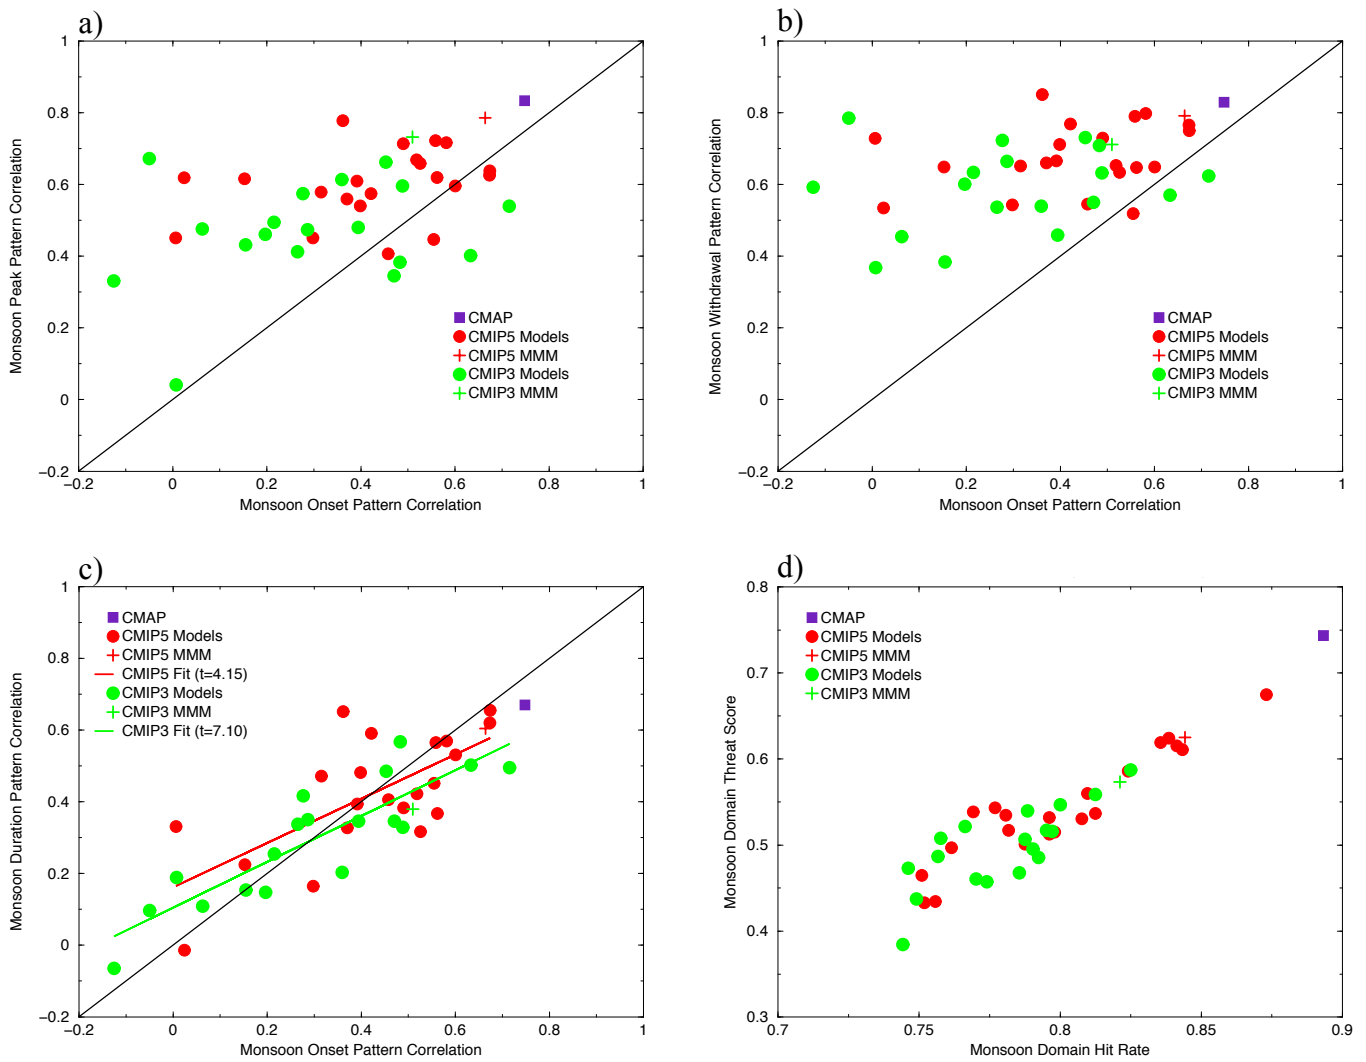 a)
1
0.8
0.6
0.4
0.2
0
−0.2
−0.2
0
0.2
0.4
0.6
0.8
1
Monsoon Peak Pattern Correlation
Monsoon Onset Pattern Correlation
CMAP
CMIP5 Models
CMIP5 MMM
CMIP3 Models
CMIP3 MMM
b)
1
0.8
0.6
0.4
0.2
0
−0.2
−0.2
0
0.2
0.4
0.6
0.8
1
Monsoon Withdrawal Pattern Correlation
Monsoon Onset Pattern Correlation
CMAP
CMIP5 Models
CMIP5 MMM
CMIP3 Models
CMIP3 MMM
c)
1
0.8
0.6
0.4
0.2
0
−0.2
−0.2
0
0.2
0.4
0.6
0.8
1
Monsoon Duration Pattern Correlation
Monsoon Onset Pattern Correlation
CMAP
CMIP5 Models
CMIP5 MMM
CMIP5 Fit (t=4.15)
CMIP3 Models
CMIP3 MMM
CMIP3 Fit (t=7.10)
d)
0.8
0.7
0.6
0.5
0.4
0.3
0.7
0.75
0.8
0.85
0.9
Monsoon Domain Threat Score
Monsoon Domain Hit Rate
CMAP
CMIP5 Models
CMIP5 MMM
CMIP3 Models
CMIP3 MMM